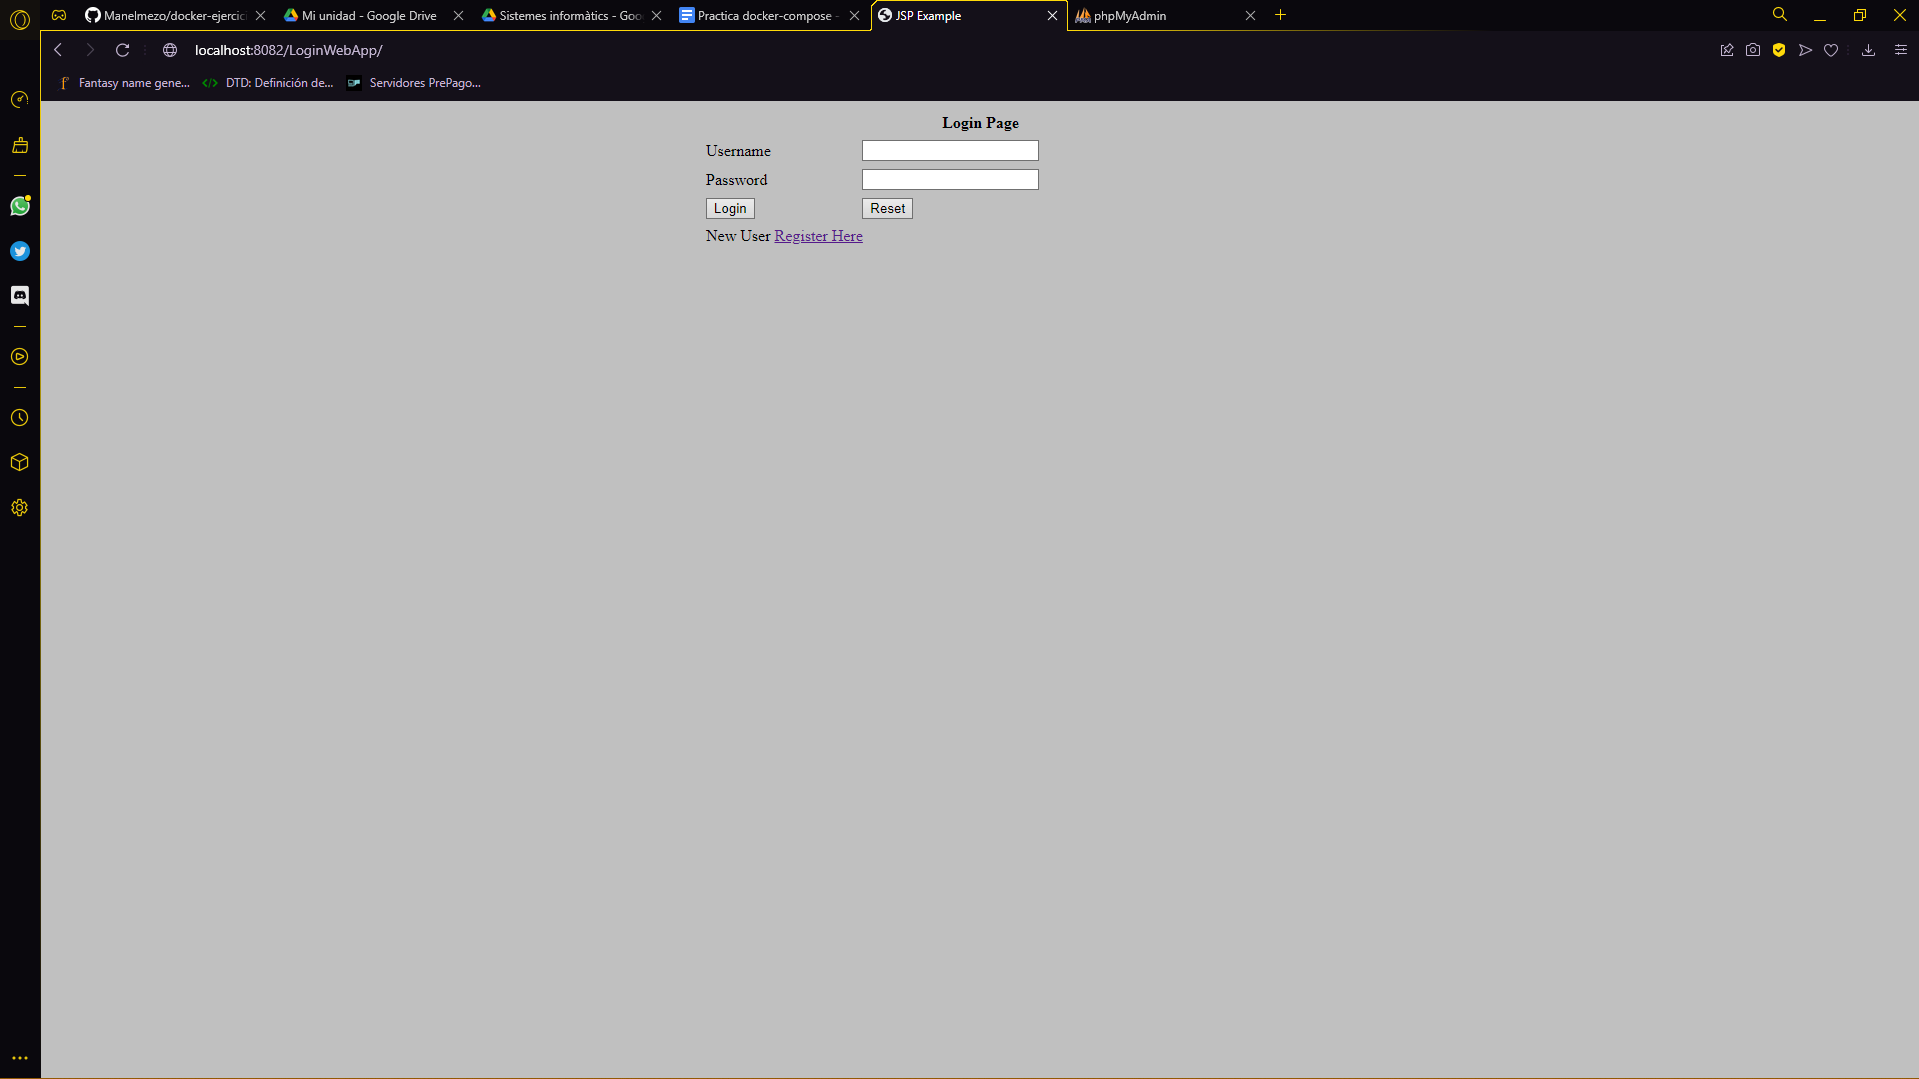 Manelmezo/docker-ejercic
Mi unidad - Google Drive
Sistemes informàtics - Goo
Practica docker-compose -
JSP Example
phpMyAdmin
localhost:8082/LoginWebApp/
Fantasy name gene...
DTD: Definición de...
Servidores PrePago...
Login Page
Username
Password
Login Reset
New User Register Here